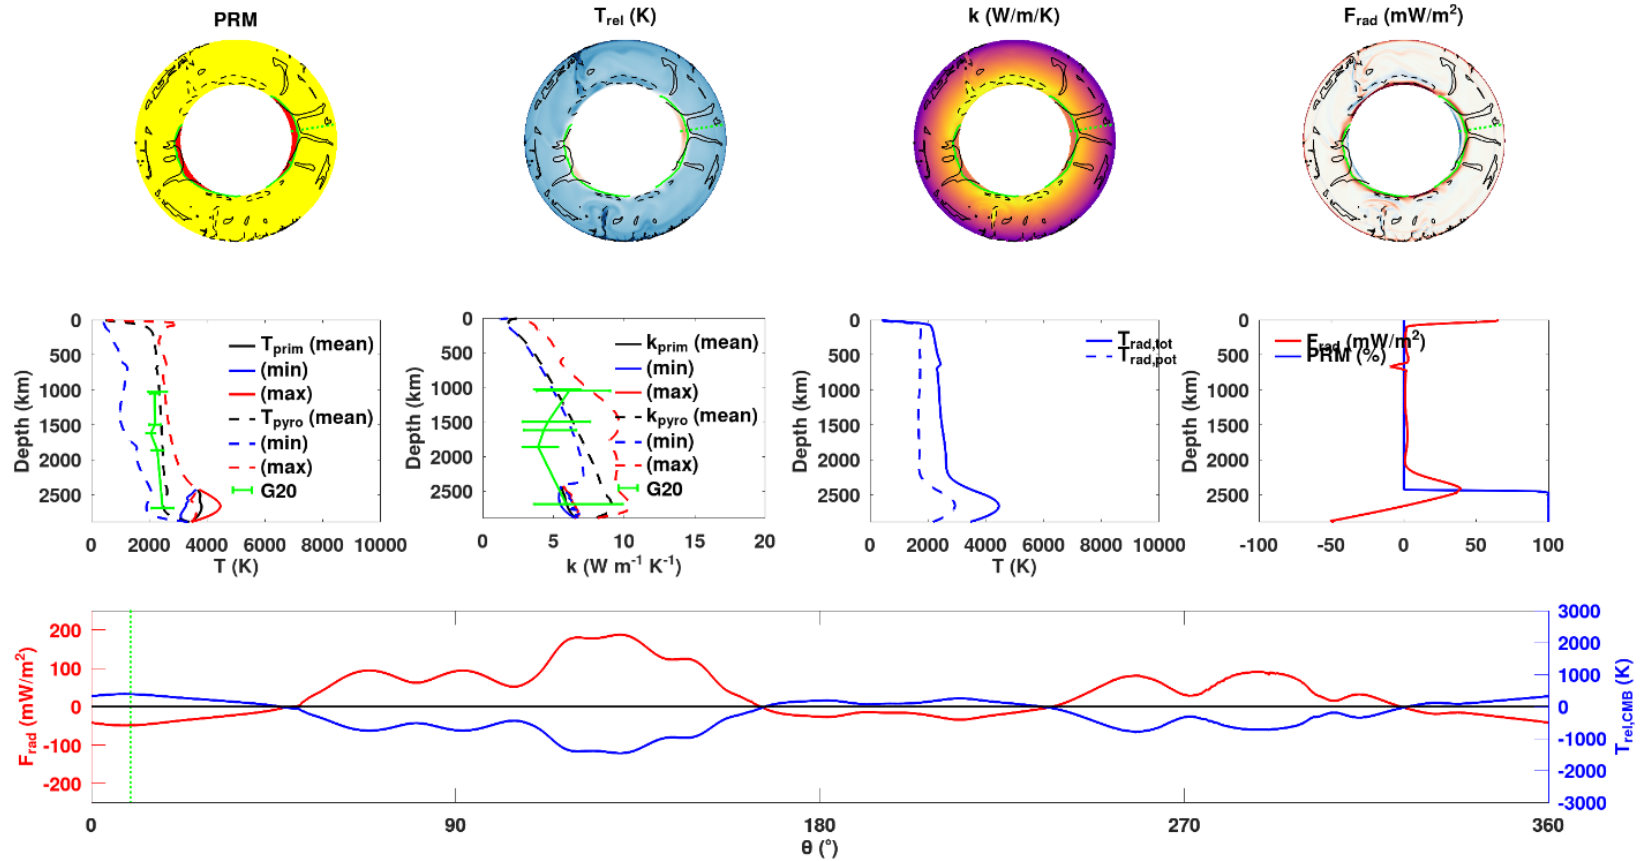 PRM
T_rel (K)
k (W/m/K)
F_rad (mW/m²)
0
500
1000
1500
2000
2500
Depth (km)
0
2000
4000
6000
8000
10000
T (K)
T_prim (mean)
(min)
(max)
T_pyro (mean)
(min)
(max)
G20
0
500
1000
1500
2000
2500
Depth (km)
0
5
10
15
20
k (W m⁻¹ K⁻¹)
k_prim (mean)
(min)
(max)
k_pyro (mean)
(min)
(max)
G20
0
500
1000
1500
2000
2500
Depth (km)
0
2000
4000
6000
8000
10000
T (K)
T_rad,tot
T_rad,pot
0
500
1000
1500
2000
2500
Depth (km)
-100
-50
0
50
100
F_rad (mW/m²)
PRM (%)
200
100
0
-100
-200
F_rad (mW/m²)
3000
2000
1000
0
-1000
-2000
-3000
T_rel,CMB (K)
0
90
180
270
360
θ (°)